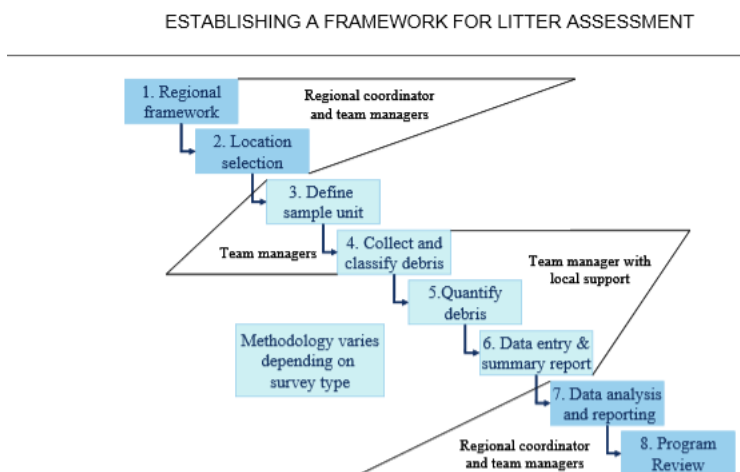 ESTABLISHING A FRAMEWORK FOR LITTER ASSESSMENT
1. Regional
framework
Regional coordinator
and team managers
2. Location
selection
3. Define
sample unit
Team managers
4. Collect and
classify debris
Team manager with
local support
5.Quantify
debris
Methodology varies
depending on
survey type
6. Data entry &
summary report
7. Data analysis
and reporting
Regional coordinator
and team managers
8. Program
Review